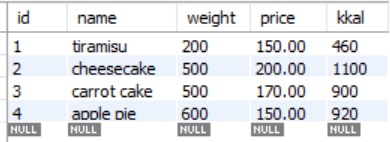 id name weight price kkal
1 tiramisu 200 150.00 460
2 cheesecake 500 200.00 1100
3 carrot cake 500 170.00 900
4 apple pie 600 150.00 920
NULL NULL NULL NULL NULL